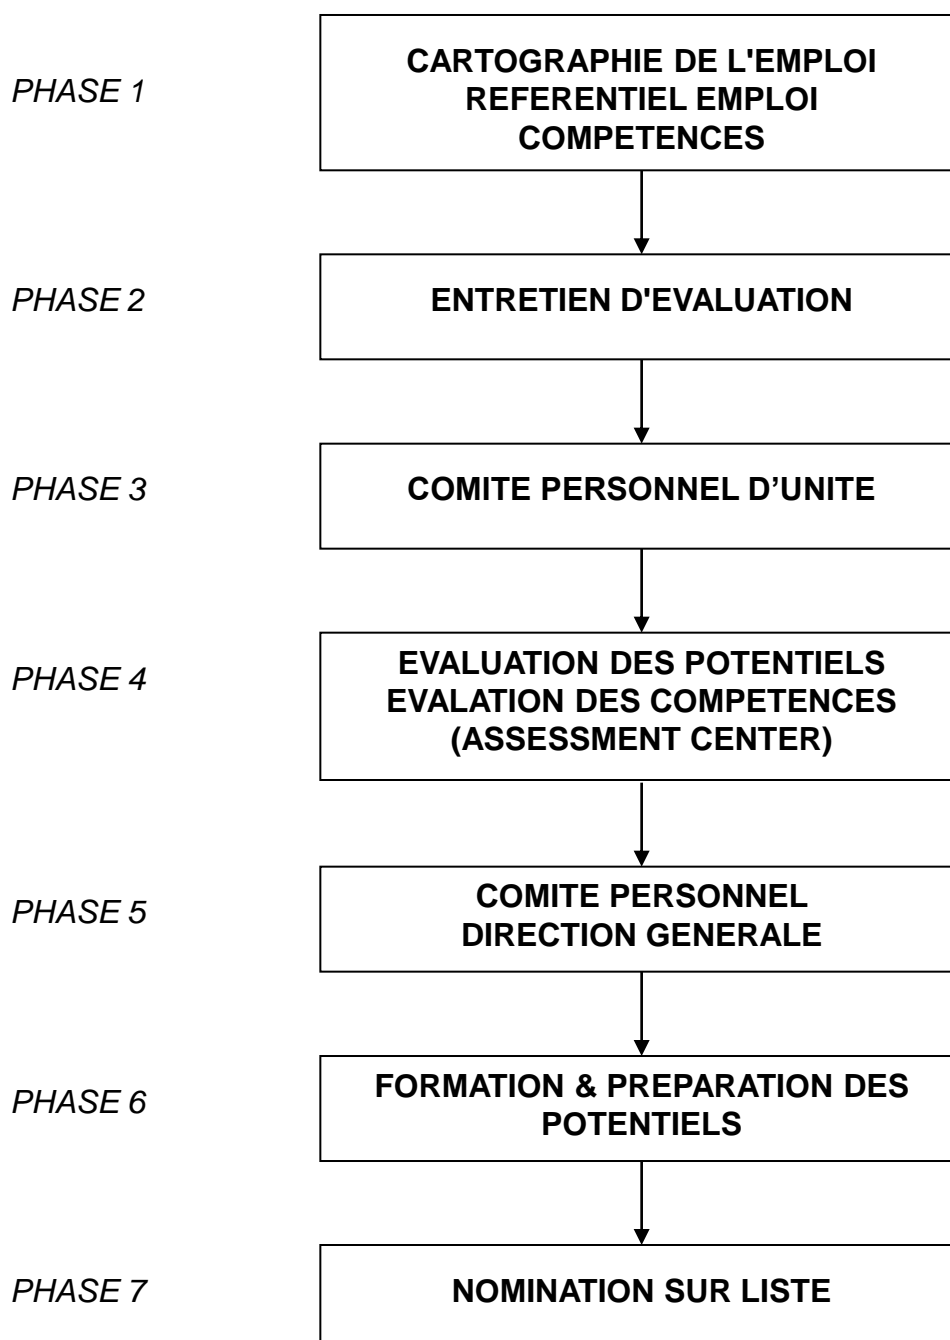 PHASE 1
CARTOGRAPHIE DE L'EMPLOI
RÉFERENTIEL EMPLOI
COMPETENCES
PHASE 2
ENTRETIEN D'EVALUATION
PHASE 3
COMITE PERSONNEL D’UNITE
PHASE 4
EVALUATION DES POTENTIELS
EVALATION DES COMPETENCES
(ASSESSMENT CENTER)
PHASE 5
COMITE PERSONNEL
DIRECTION GENERALE
PHASE 6
FORMATION & PREPARATION DES
POTENTIELS
PHASE 7
NOMINATION SUR LISTE